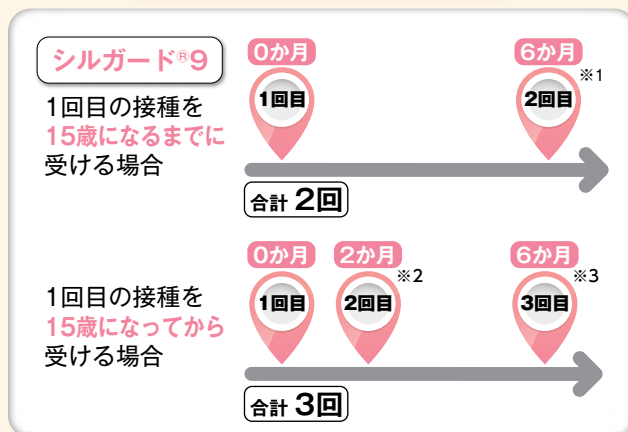 シルガード®9
1回目の接種を
15歳になるまでに
受ける場合
0か月
6か月
1回目
2回目
※1
合計 2回
1回目の接種を
15歳になってから
受ける場合
0か月
2か月
6か月
1回目
2回目
※2
3回目
※3
合計 3回